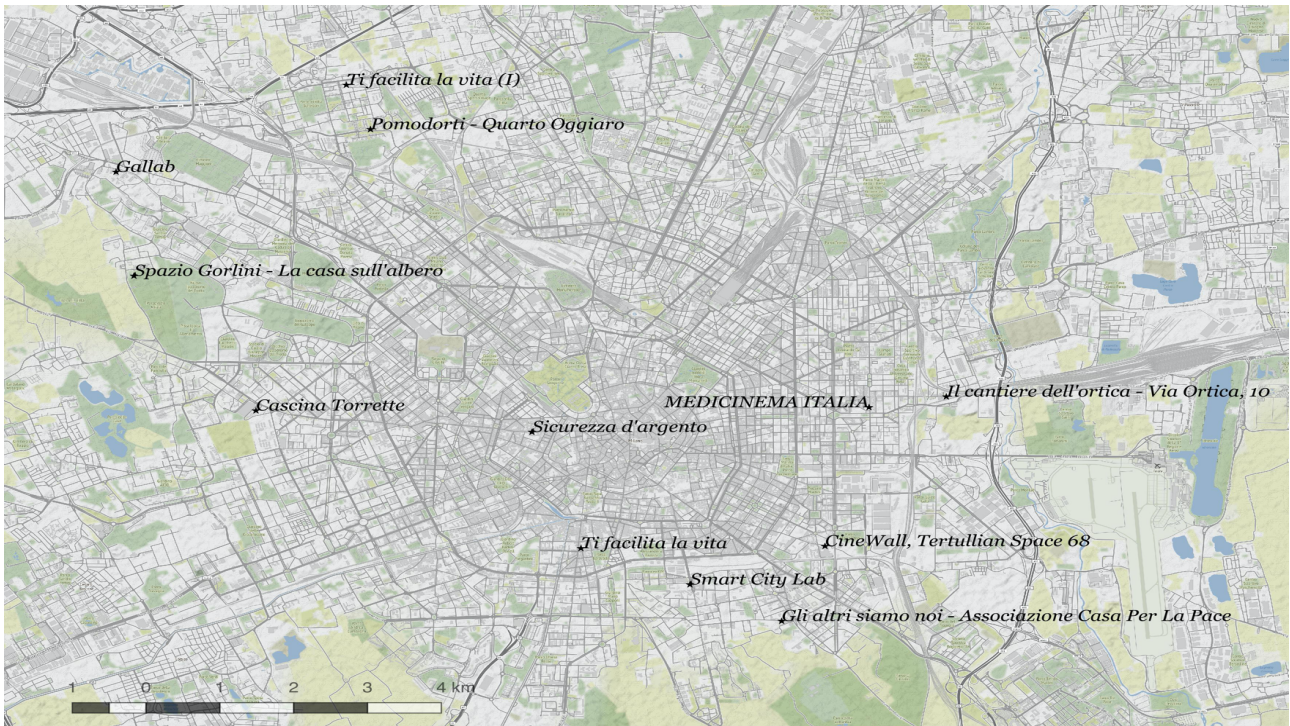 Ti facilita la vita (I)
Pomodorti - Quarto Oggiaro
Gallab
Spazio Gorlini - La casa sull'albero
Il cantiere dell'ortica - Via Ortica, 10
MEDICINEMA ITALIA
Cascina Torrette
Sicurezza d'argento
Ti facilita la vita
CineWall, Tertullian Space 68
Smart City Lab
Gli altri siamo noi - Associazione Casa Per La Pace
1 0 1 2 3 4 km